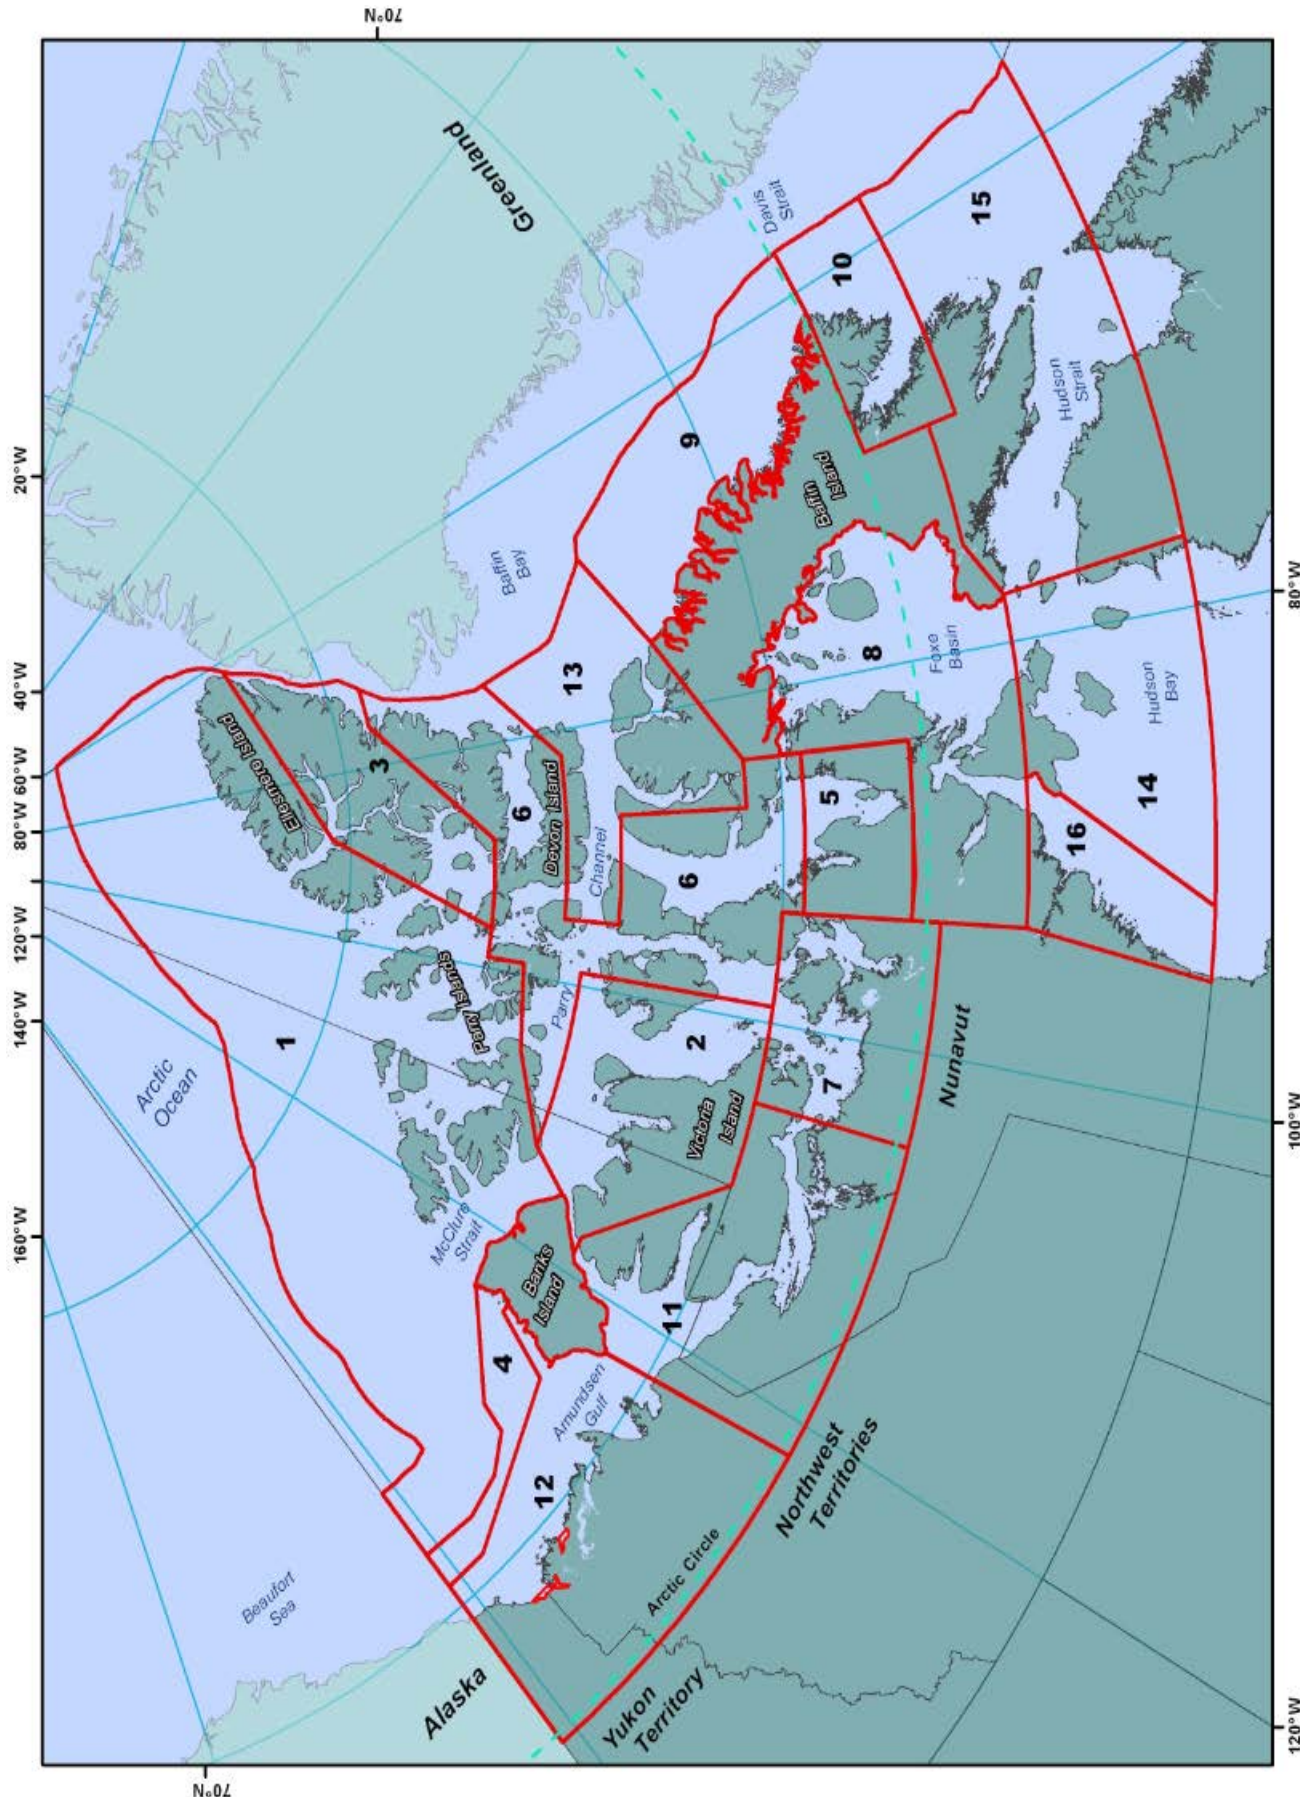 70°N
20°W
40°W
60°W
80°W
120°W
140°W
160°W
Greenland
Davis
Strait
15
10
9
Baffin
Bay
Hudson
Strait
Baffin
Island
13
8
Foxe
Basin
80°W
Ellesmere Island
3
6
Devon Island
5
Hudson
Bay
14
16
Channel
6
Parry Islands
Parry
1
Arctic
Ocean
2
7
Nunavut
Victoria
Island
100°W
McClure
Strait
Banks
Island
11
4
Amundsen
Gulf
12
Northwest
Territories
Arctic Circle
Beaufort
Sea
Alaska
Yukon
Territory
120°W
70°N